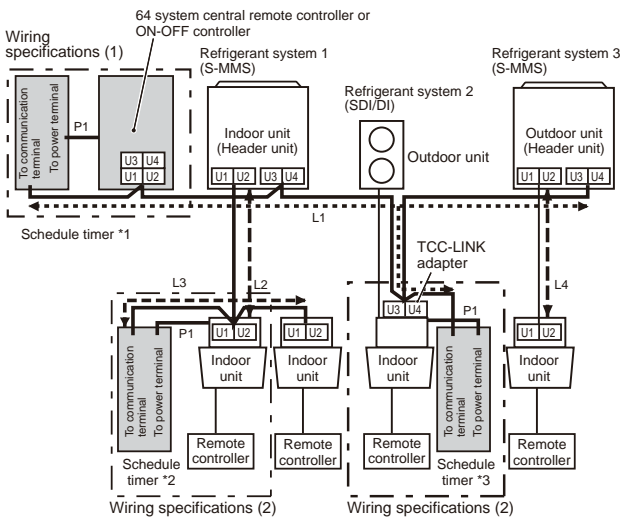 64 system central remote controller or
ON-OFF controller
Wiring
specifications (1)
To communication
terminal
To power terminal
P1
U3 U4
U1 U2
Schedule timer *1
Refrigerant system 1
(S-MMS)
Indoor unit
(Header unit)
U1 U2 U3 U4
Refrigerant system 2
(SDI/DI)
Outdoor unit
Refrigerant system 3
(S-MMS)
Outdoor unit
(Header unit)
U1 U2 U3 U4
L1
L3
L2
L4
TCC-LINK
adapter
To communication
terminal
To power terminal
P1
U1 U2
Indoor
unit
Remote
controller
Schedule
timer *2
Wiring specifications (2)
U1 U2
Indoor
unit
Remote
controller
U3 U4
Indoor
unit
Remote
controller
P1
To communication
terminal
To power terminal
Schedule
timer *3
Wiring specifications (2)
U1 U2
Indoor
unit
Remote
controller